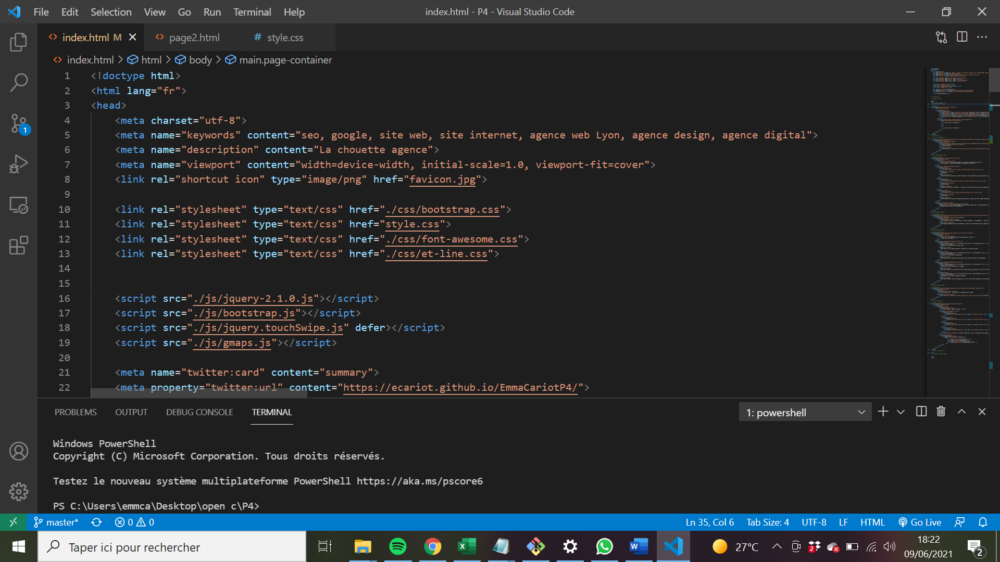 File Edit Selection View Go Run Terminal Help
index.html - P4 - Visual Studio Code
index.html M
page2.html
# style.css
index.html > html > body > main.page-container
1 <!doctype html>
2 <html lang="fr">
3 <head>
4 <meta charset="utf-8">
5 <meta name="keywords" content="seo, google, site web, site internet, agence web Lyon, agence design, agence digital">
6 <meta name="description" content="La chouette agence">
7 <meta name="viewport" content="width=device-width, initial-scale=1.0, viewport-fit=cover">
8 <link rel="shortcut icon" type="image/png" href="favicon.jpg">
9
10 <link rel="stylesheet" type="text/css" href="./css/bootstrap.css">
11 <link rel="stylesheet" type="text/css" href="style.css">
12 <link rel="stylesheet" type="text/css" href="./css/font-awesome.css">
13 <link rel="stylesheet" type="text/css" href="./css/et-line.css">
14
15
16 <script src="./js/jquery-2.1.0.js"></script>
17 <script src="./js/bootstrap.js"></script>
18 <script src="./js/jquery.touchSwipe.js" defer></script>
19 <script src="./js/gmaps.js"></script>
20
21 <meta name="twitter:card" content="summary">
22 <meta property="twitter:url" content="https://ecariot.github.io/EmmaCariotP4/">
1
PROBLEMS OUTPUT DEBUG CONSOLE TERMINAL
1: powershell
Windows PowerShell
Copyright (C) Microsoft Corporation. Tous droits réservés.
Testez le nouveau système multiplateforme PowerShell https://aka.ms/pscore6
PS C:\Users\emmca\Desktop\open c\P4>
master* 0 0
Ln 35, Col 6 Tab Size: 4 UTF-8 LF HTML Go Live
Taper ici pour rechercher
27°C
2
18:22
09/06/2021
2